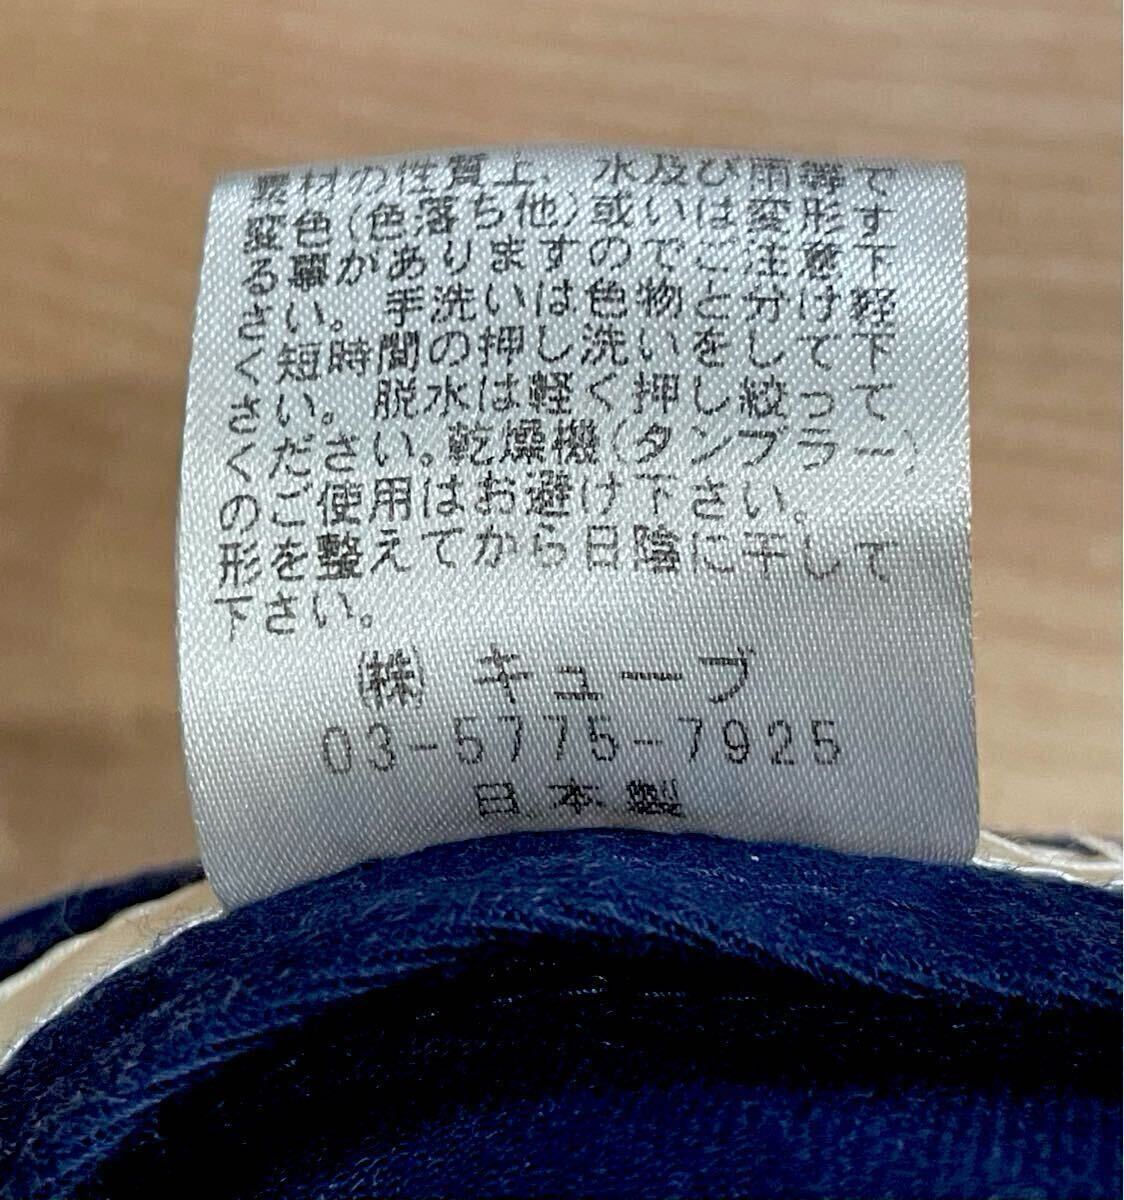 素材の性質上、水及び雨等で
変色(色落ち他)或いは変形す
る事がありますのでご注意下
さい。手洗いは色物と分け軽
く短時間の押し洗いをして下
さい。脱水は軽く押し絞って
ください。乾燥機(タンブラー)
のご使用はお避け下さい。
形を整えてから日陰に干して
下さい。
(株)キューブ
03-5775-7925
日本製